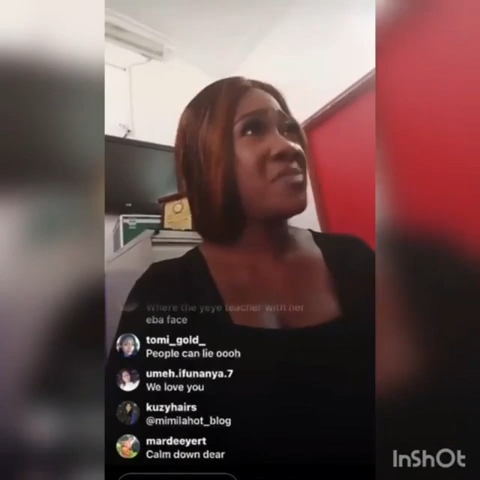 Where the yeye teacher with her
eba face
tomi_gold_
People can lie oooh
umeh.ifunanya.7
We love you
kuzyhairs
@mimilahot_blog
mardeeyert
Calm down dear
InShOt